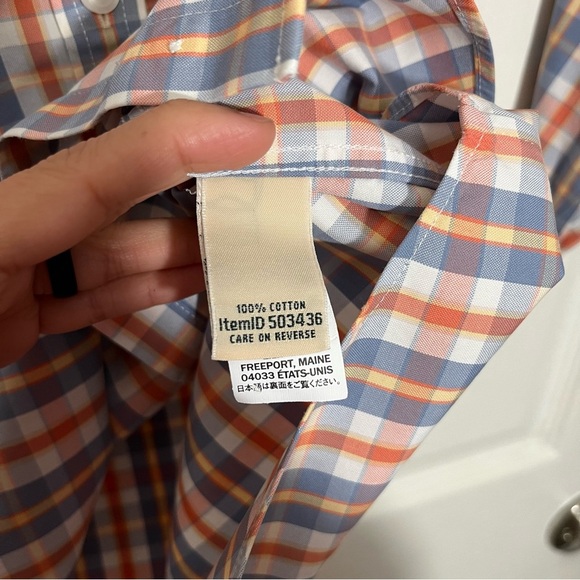 100% COTTON
ItemID 503436
CARE ON REVERSE
FREEPORT, MAINE
04033 ÉTATS-UNIS
日本語は裏面をご覧ください。